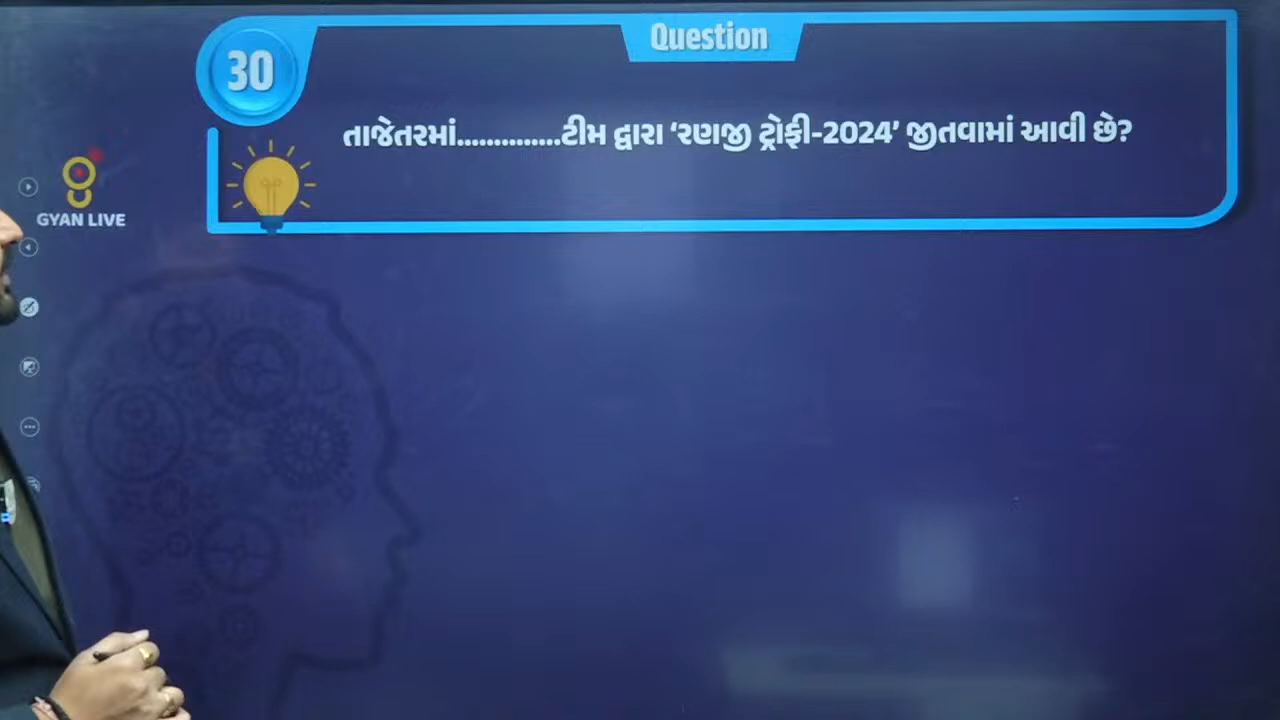 Question
30
તાજેતરમાં..............ટીમ દ્વારા ‘રણજી ટ્રોફી-2024’ જીતવામાં આવી છે?
GYAN LIVE